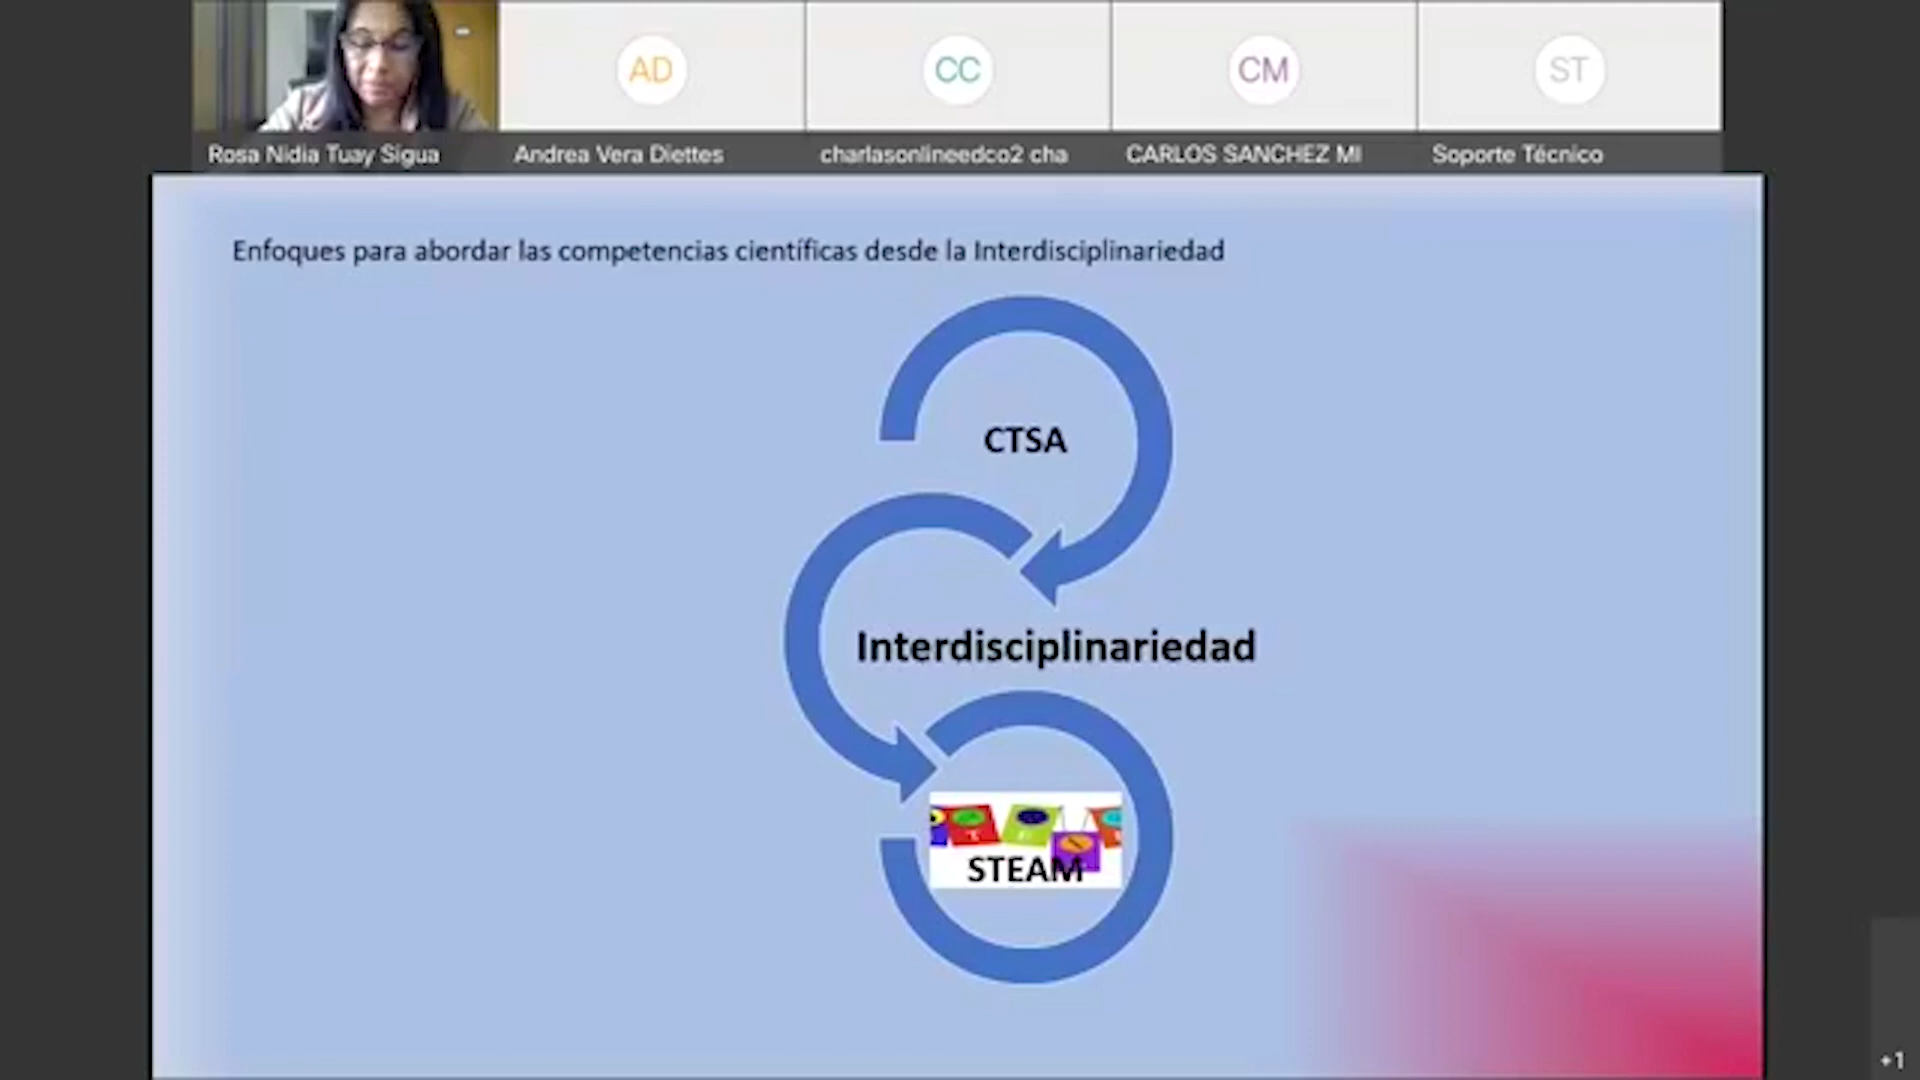 AD
CC
CM
ST
Rosa Nidia Tuay Sigua
Andrea Vera Diettes
charlasonlineedco2 cha
CARLOS SANCHEZ MI
Soporte Técnico
Enfoques para abordar las competencias científicas desde la Interdisciplinariedad
CTSA
Interdisciplinariedad
STEAM
+1